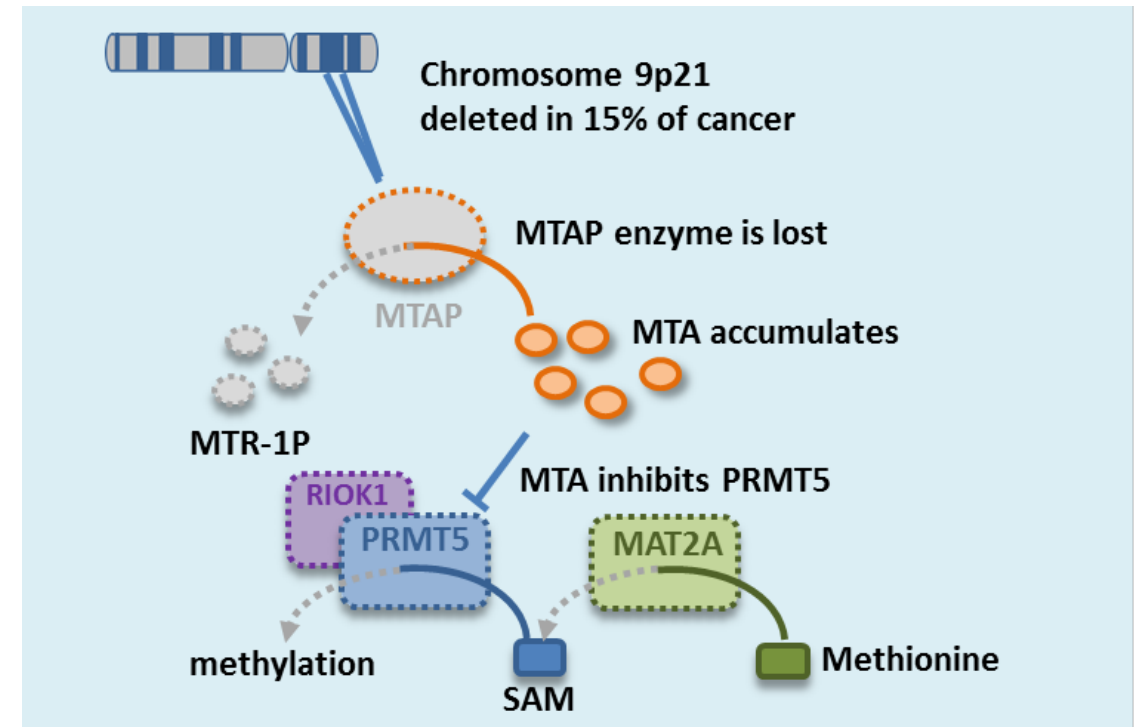 Chromosome 9p21
deleted in 15% of cancer
MTAP enzyme is lost
MTAP
MTA accumulates
MTR-1P
MTA inhibits PRMT5
RIOK1
PRMT5
MAT2A
methylation
SAM
Methionine